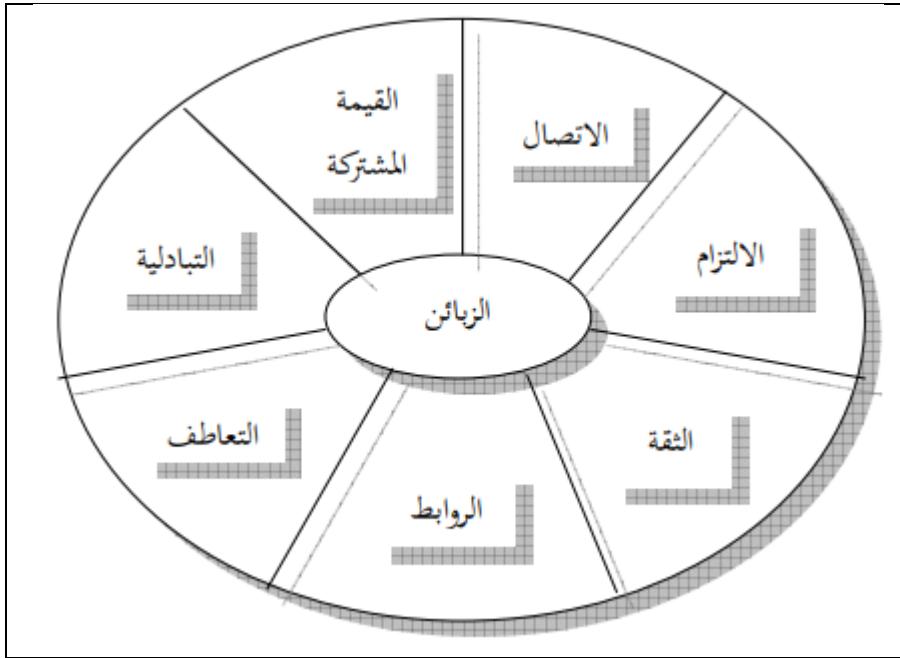 القيمة
المشتركة
الاتصال
الالتزام
التبادلية
الزبائن
التعاطف
الثقة
الروابط